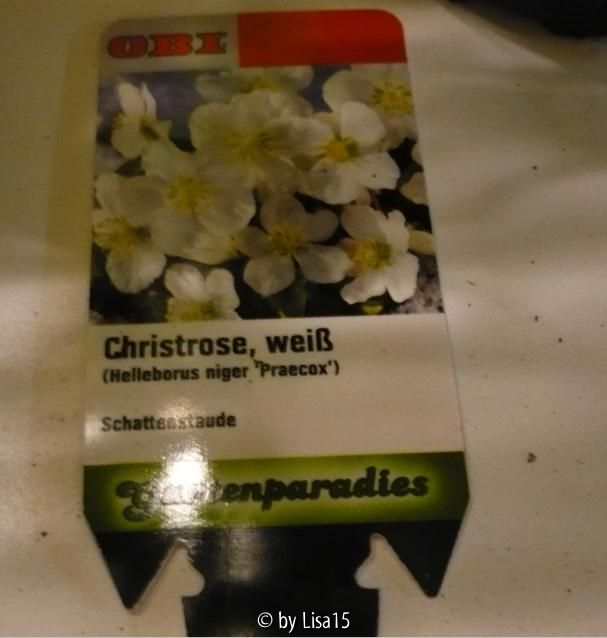 OBI
Christrose, weiß
(Helleborus niger 'Praecox')
Schattenstaude
Gartenparadies
© by Lisa15